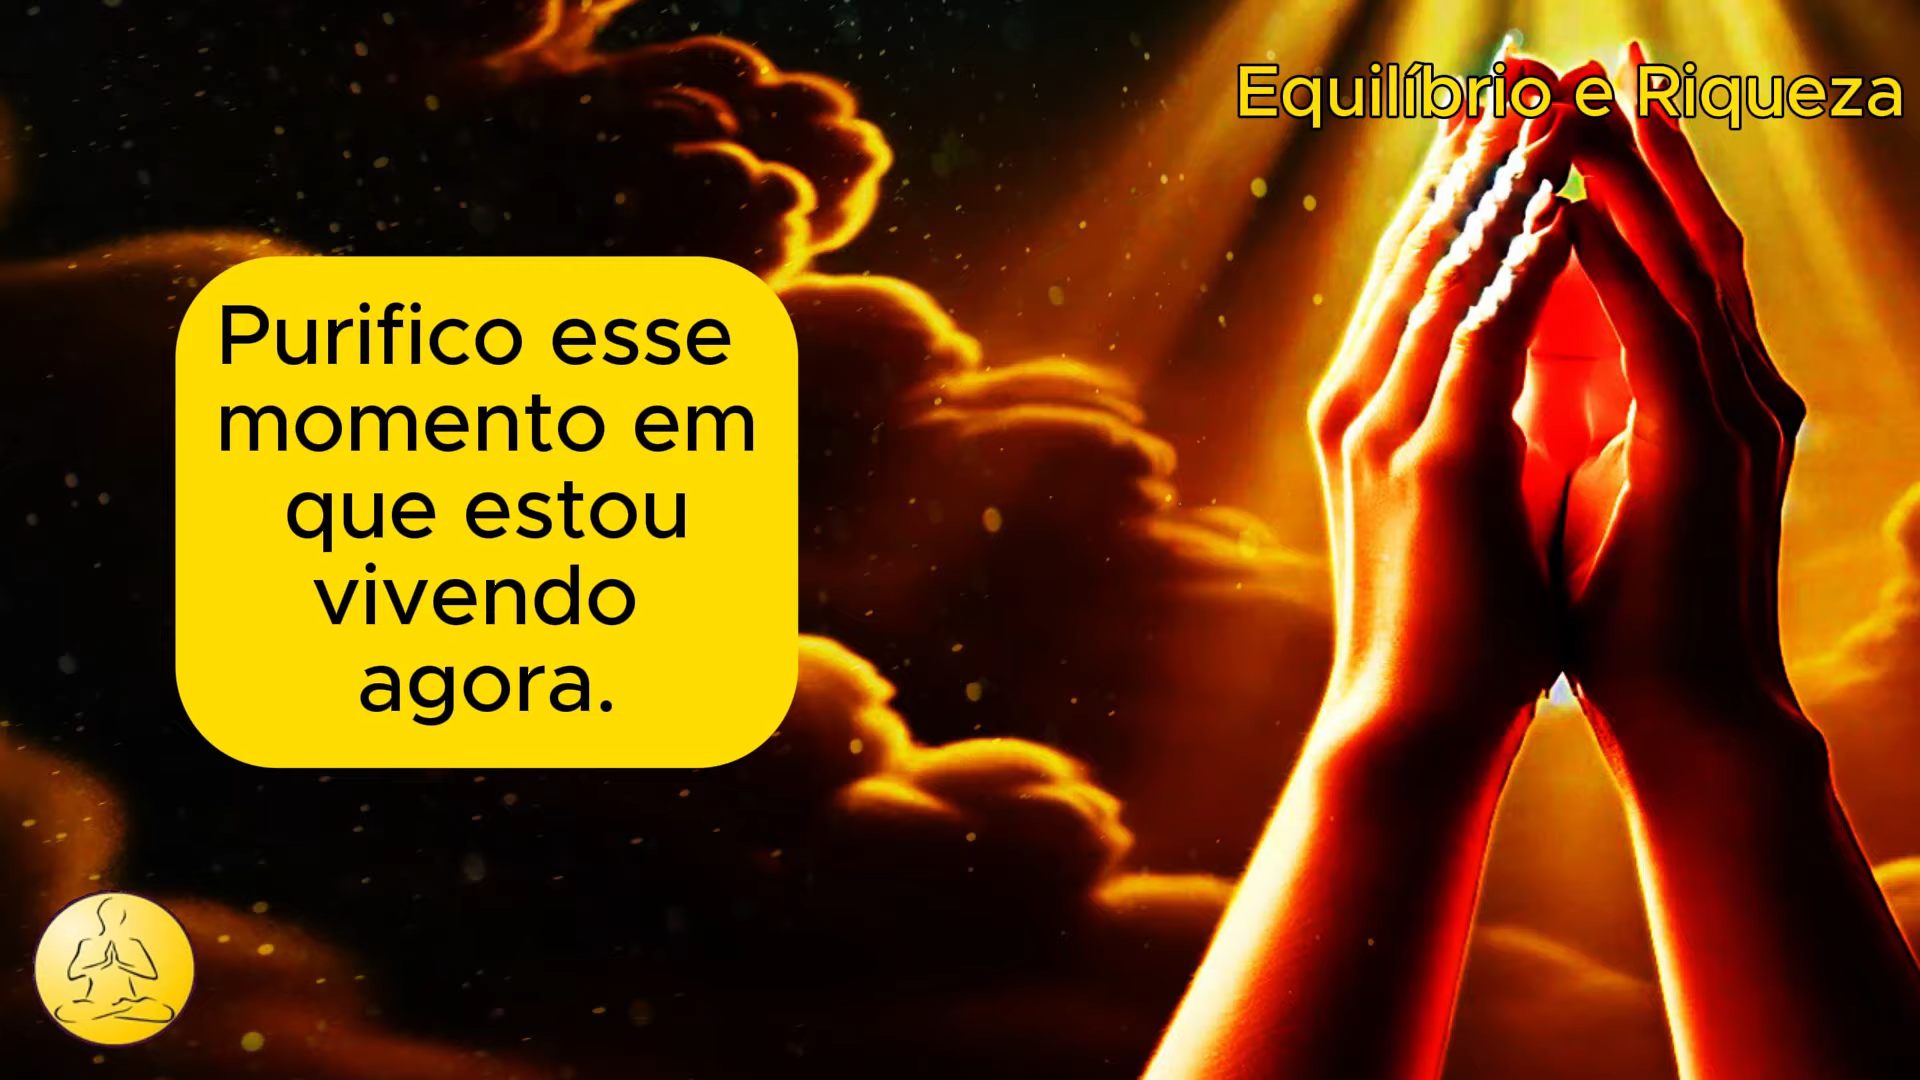 Equilíbrio e Riqueza
Purifico esse
momento em
que estou
vivendo
agora.